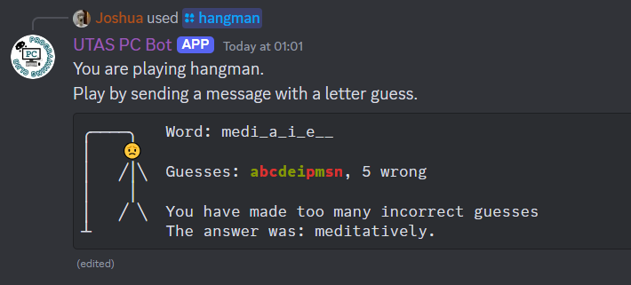 Joshua used hangman
UTAS PC Bot APP Today at 01:01
You are playing hangman.
Play by sending a message with a letter guess.
Word: medi_a_i_e__
Guesses: abcdeipmsn, 5 wrong
You have made too many incorrect guesses
The answer was: meditatively.
(edited)
PC